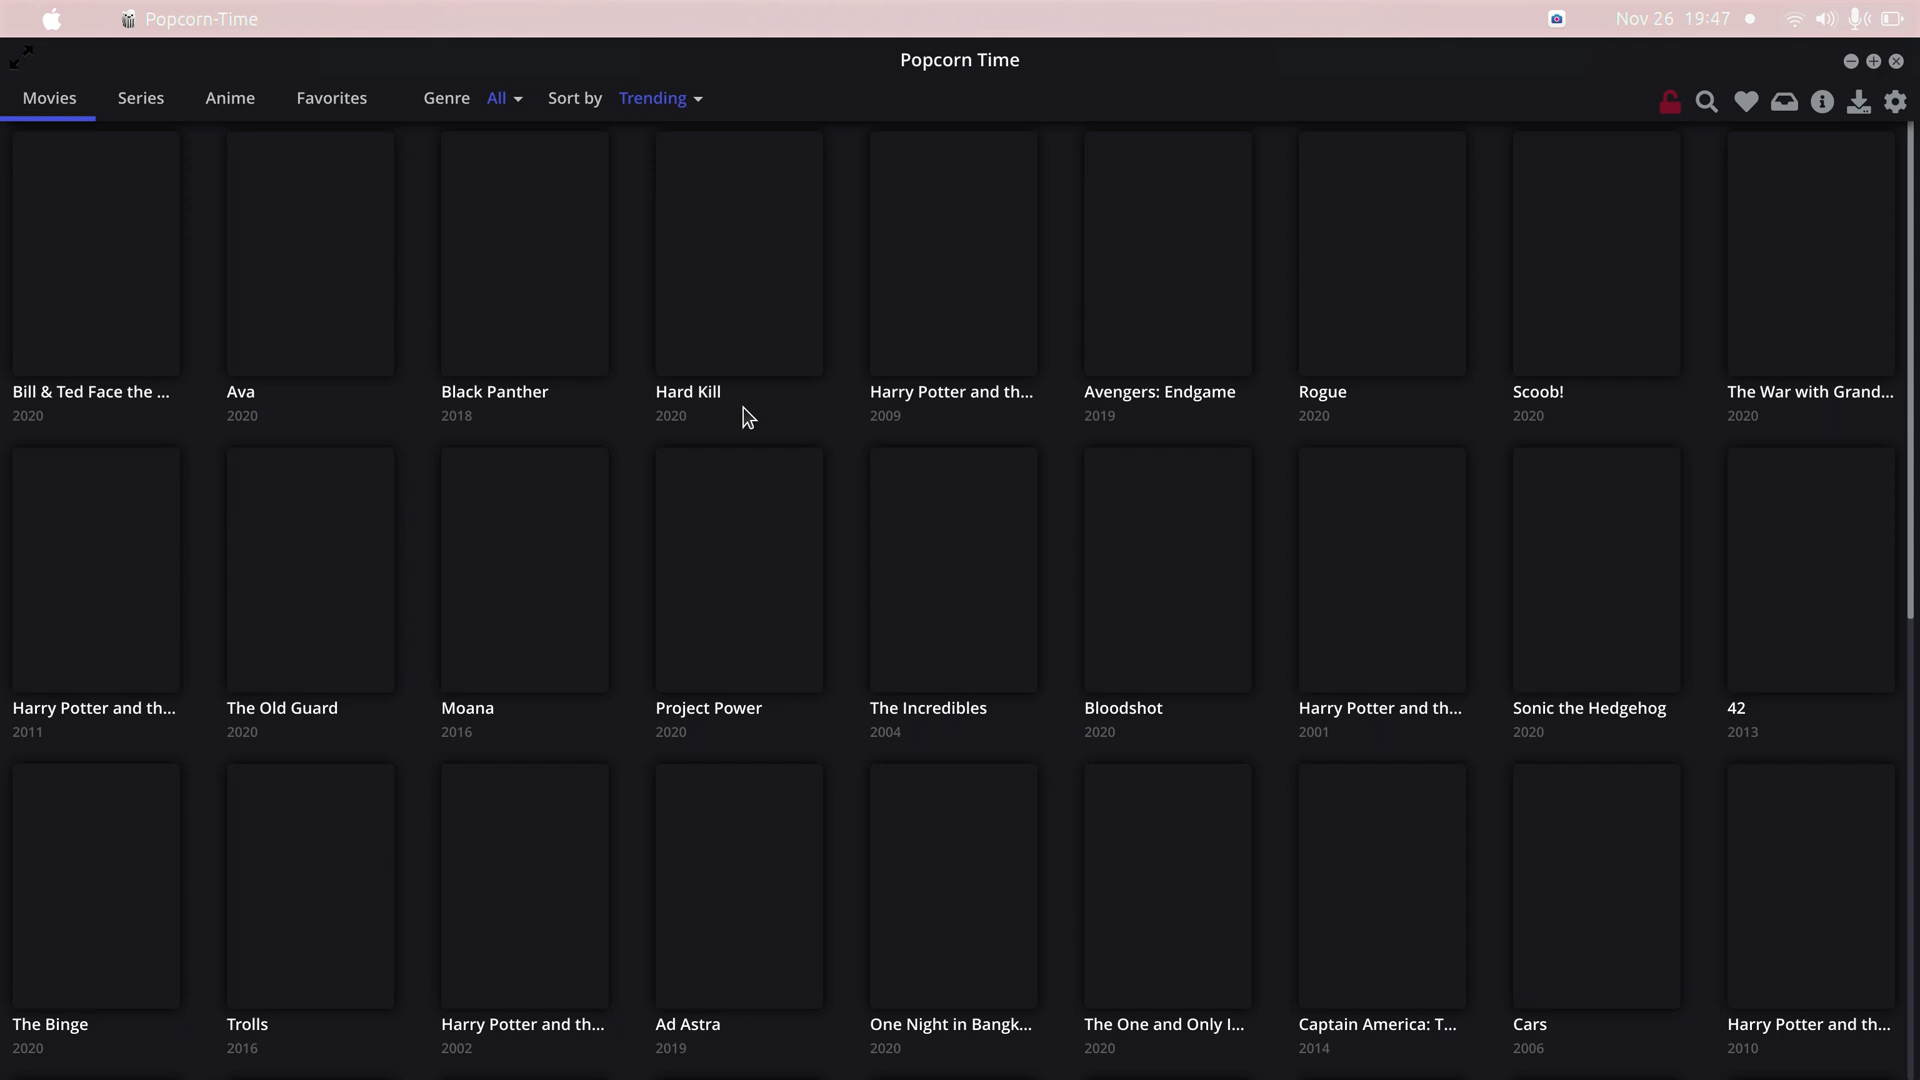 Popcorn-Time
Nov 26 19:47
Popcorn Time
Movies Series Anime Favorites Genre All Sort by Trending
Bill & Ted Face the ... Ava Black Panther Hard Kill Harry Potter and th... Avengers: Endgame Rogue Scoob! The War with Grand...
2020 2020 2018 2020 2009 2019 2020 2020 2020
Harry Potter and th... The Old Guard Moana Project Power The Incredibles Bloodshot Harry Potter and th... Sonic the Hedgehog 42
2011 2020 2016 2020 2004 2020 2001 2020 2013
The Binge Trolls Harry Potter and th... Ad Astra One Night in Bangk... The One and Only I... Captain America: T... Cars Harry Potter and th...
2020 2016 2002 2019 2020 2020 2014 2006 2010